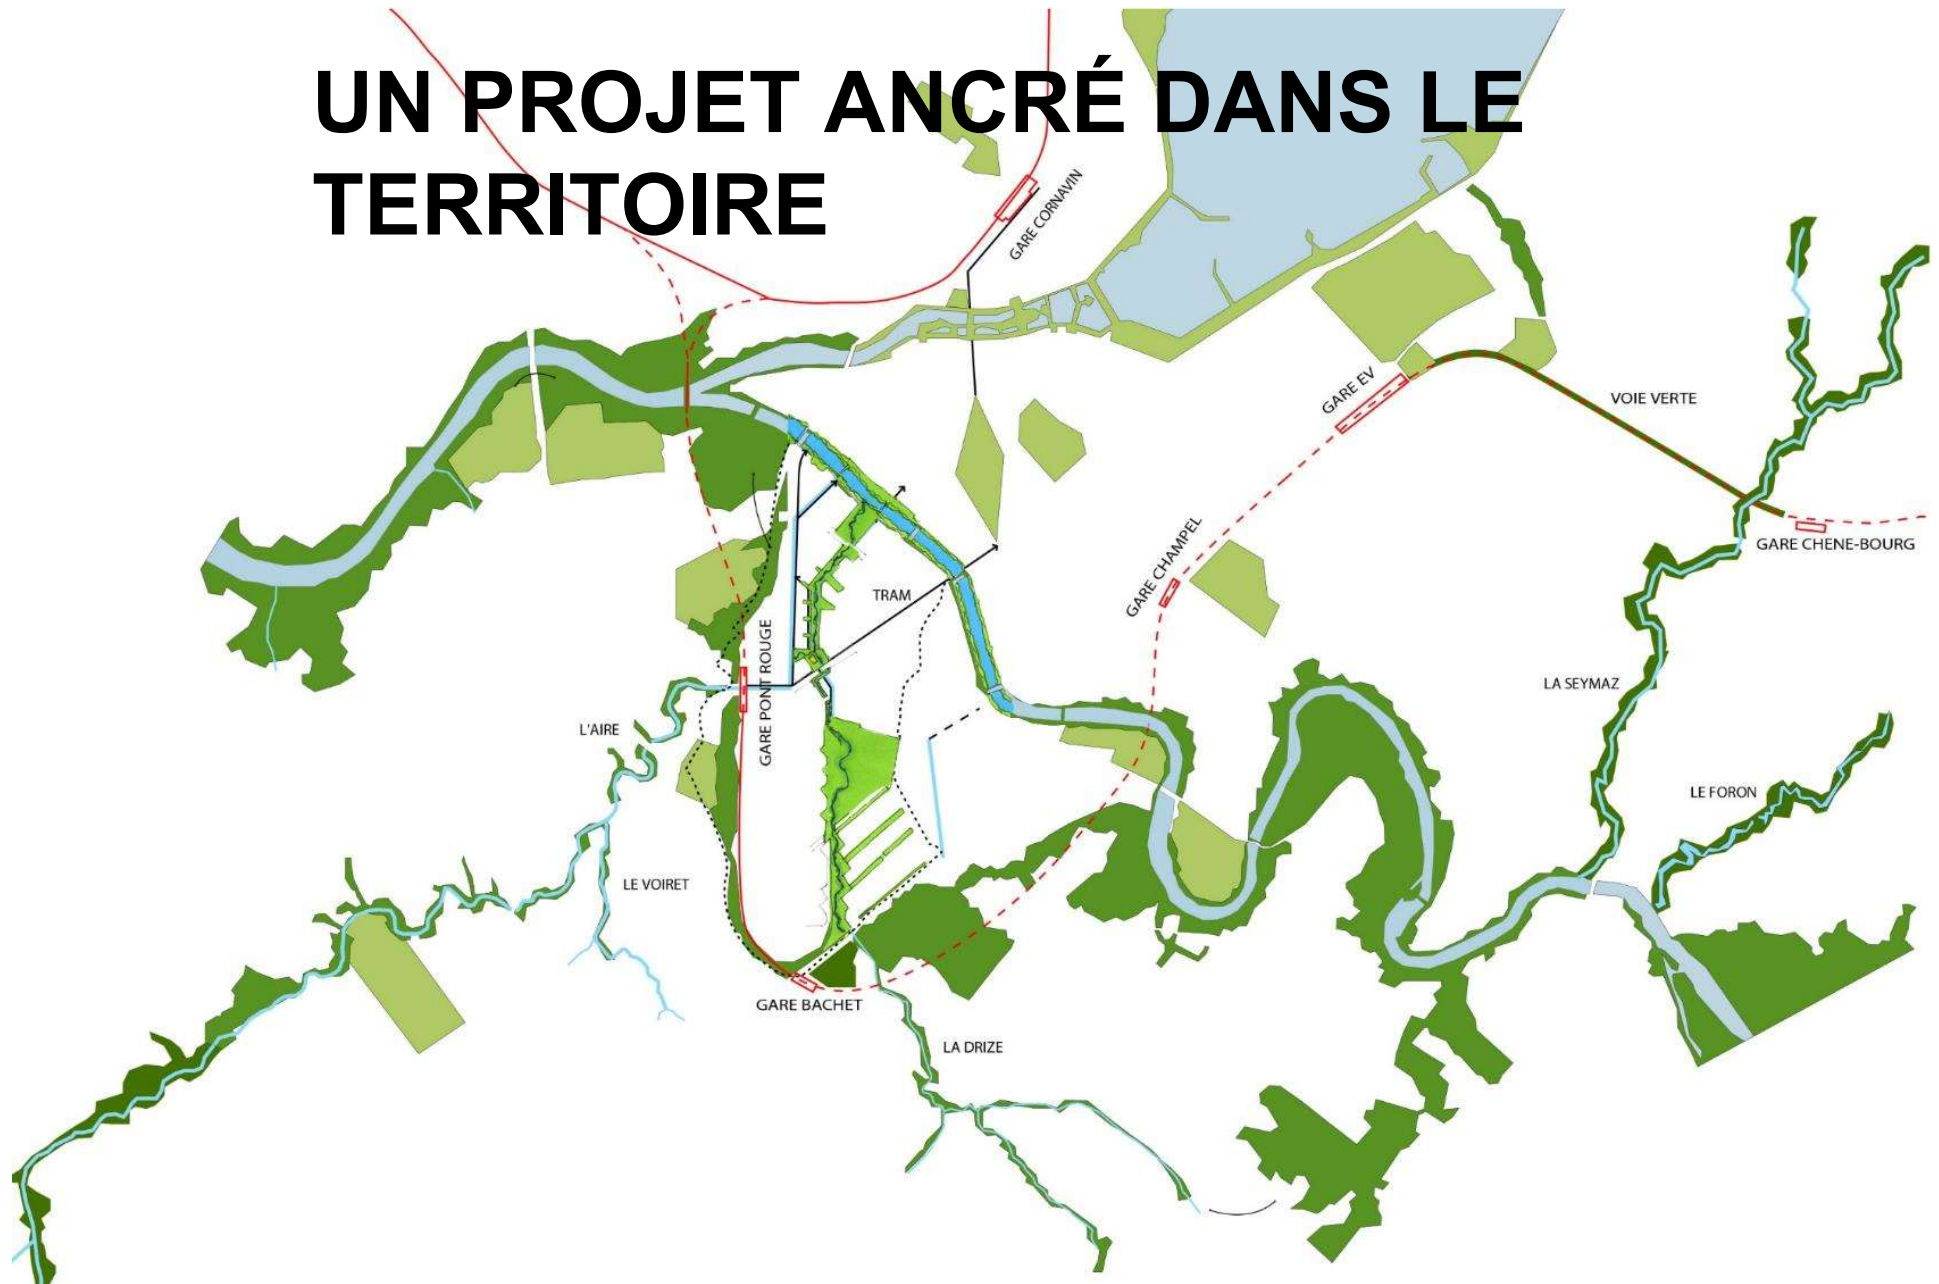 UN PROJET ANCRÉ DANS LE
TERRITOIRE
GARE CORNAVIN
GARE EV
VOIE VERTE
GARE CHENE-BOURG
GARE CHAMPEL
TRAM
GARE PONT ROUGE
LA SEYMAZ
L'AIRE
LE FORON
LE VOIRET
GARE BACHET
LA DRIZE